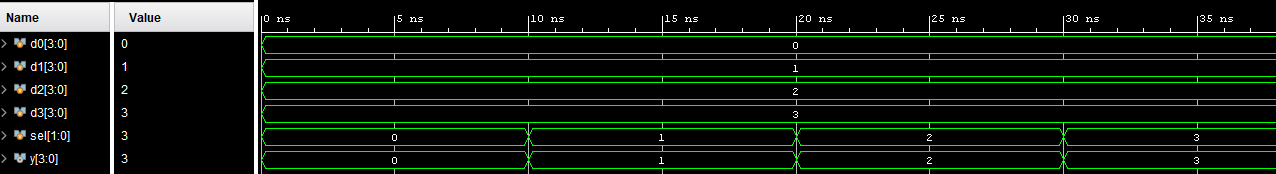 Name Value 0 ns 5 ns 10 ns 15 ns 20 ns 25 ns 30 ns 35 ns
d0[3:0] 0 0
d1[3:0] 1 1
d2[3:0] 2 2
d3[3:0] 3 3
sel[1:0] 3 0 1 2 3
y[3:0] 3 0 1 2 3